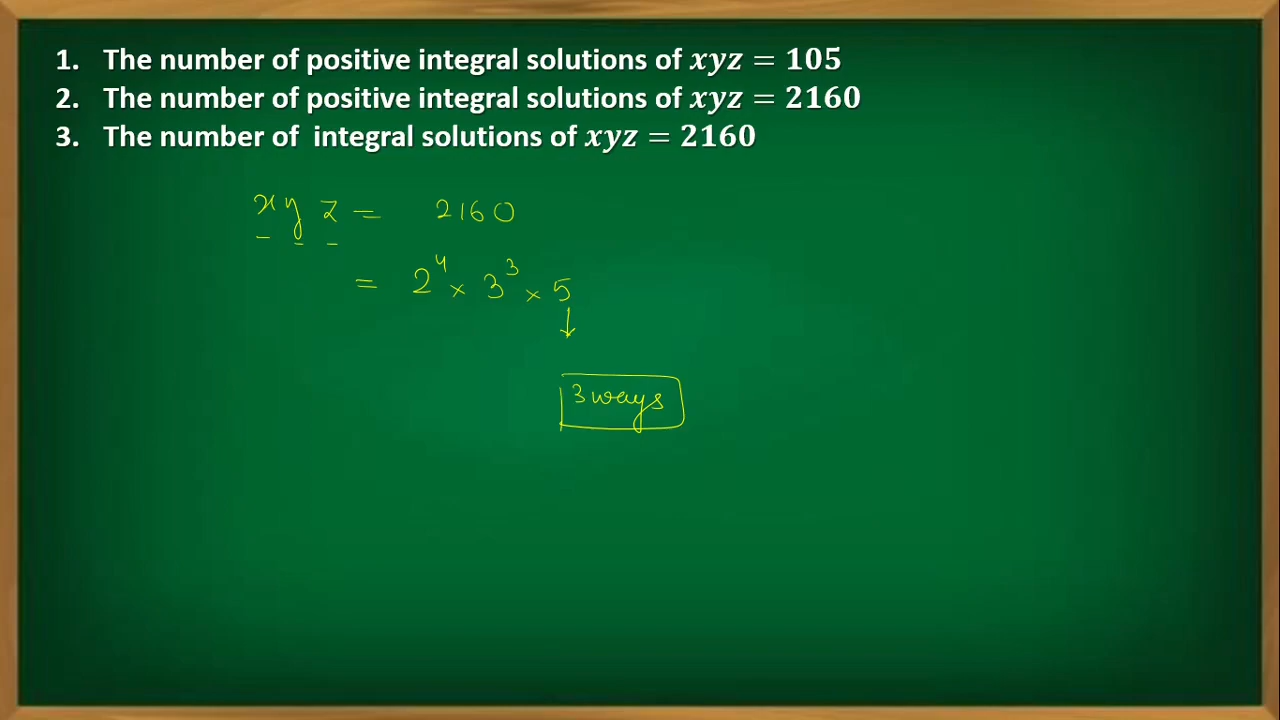 1. The number of positive integral solutions of xyz = 105
2. The number of positive integral solutions of xyz = 2160
3. The number of integral solutions of xyz = 2160
x y z = 2160
= 2⁴ × 3³ × 5
↓
3 ways